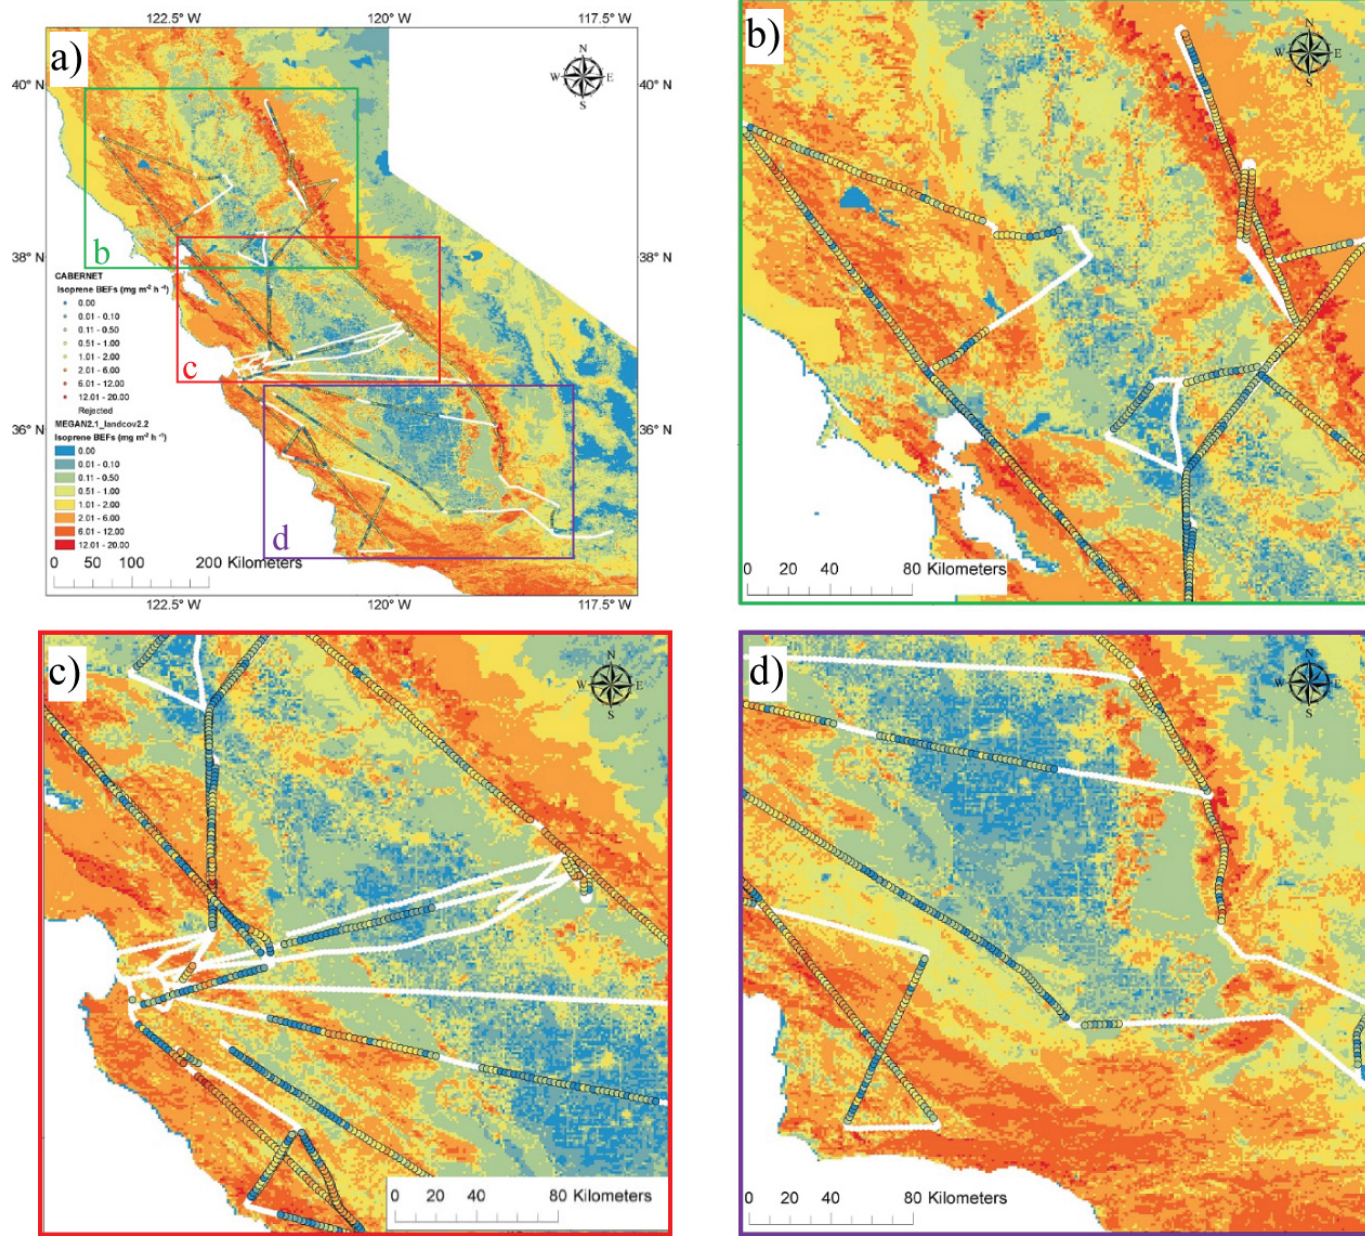 122.5° W 120° W 117.5° W
a)
N
W E
S
40° N
38° N
36° N
b
c
d
CABERNET
Isoprene BEFs (mg m⁻² h⁻¹)
0.00
0.01 - 0.10
0.11 - 0.50
0.51 - 1.00
1.01 - 2.00
2.01 - 6.00
6.01 - 12.00
12.01 - 20.00
Rejected
MEGAN2.1_landcov2.2
Isoprene BEFs (mg m⁻² h⁻¹)
0.00
0.01 - 0.10
0.11 - 0.50
0.51 - 1.00
1.01 - 2.00
2.01 - 6.00
6.01 - 12.00
12.01 - 20.00
0 50 100 200 Kilometers
122.5° W 120° W 117.5° W
b)
N
W E
S
0 20 40 80 Kilometers
c)
N
W E
S
0 20 40 80 Kilometers
d)
N
W E
S
0 20 40 80 Kilometers